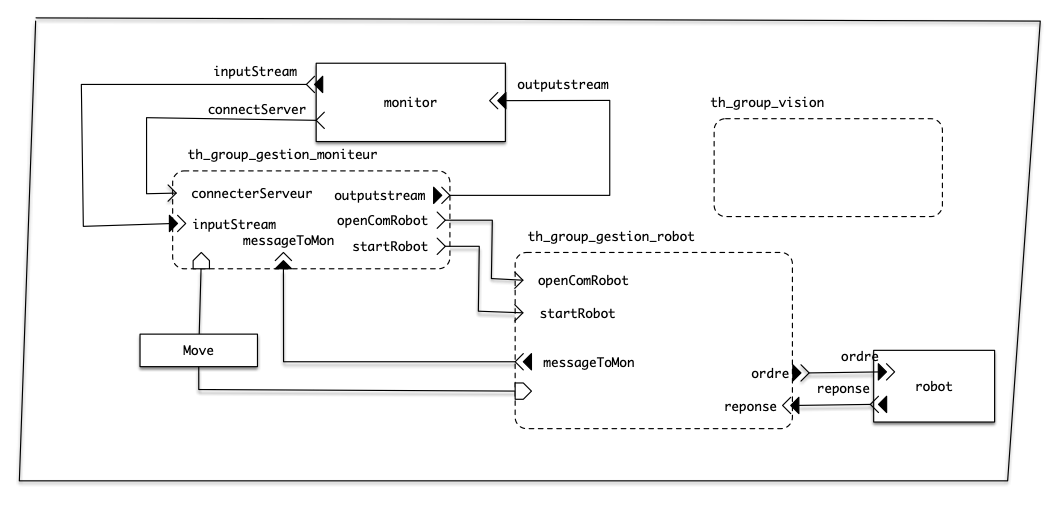 inputStream
outputstream
connectServer
monitor
th_group_vision
th_group_gestion_moniteur
connecterServeur
outputstream
inputStream
openComRobot
messageToMon
startRobot
th_group_gestion_robot
openComRobot
startRobot
Move
messageToMon
ordre
ordre
robot
reponse
reponse